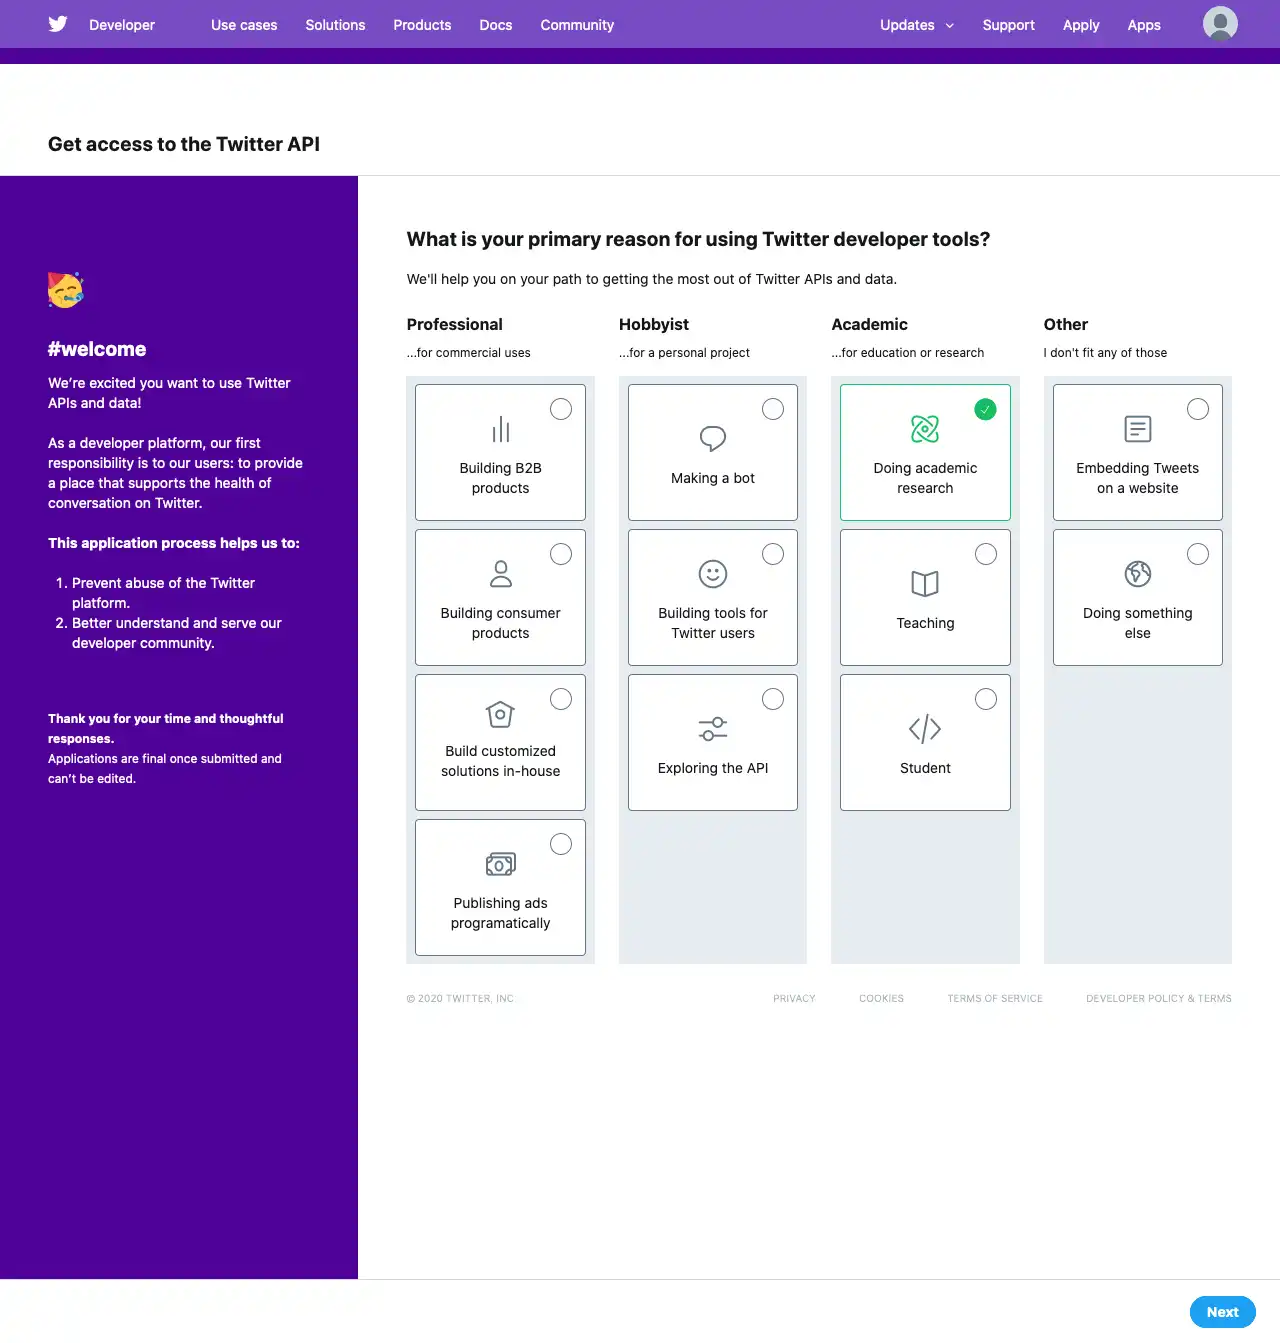 Developer
Use cases
Solutions
Products
Docs
Community
Updates
Support
Apply
Apps
Get access to the Twitter API
#welcome
We’re excited you want to use Twitter
APIs and data!
As a developer platform, our first
responsibility is to our users: to provide
a place that supports the health of
conversation on Twitter.
This application process helps us to:
1. Prevent abuse of the Twitter
platform.
2. Better understand and serve our
developer community.
Thank you for your time and thoughtful
responses.
Applications are final once submitted and
can’t be edited.
What is your primary reason for using Twitter developer tools?
We'll help you on your path to getting the most out of Twitter APIs and data.
Professional
...for commercial uses
Building B2B
products
Building consumer
products
Build customized
solutions in-house
Publishing ads
programatically
Hobbyist
...for a personal project
Making a bot
Building tools for
Twitter users
Exploring the API
Academic
...for education or research
Doing academic
research
Teaching
Student
Other
I don't fit any of those
Embedding Tweets
on a website
Doing something
else
© 2020 TWITTER, INC
PRIVACY
COOKIES
TERMS OF SERVICE
DEVELOPER POLICY & TERMS
Next